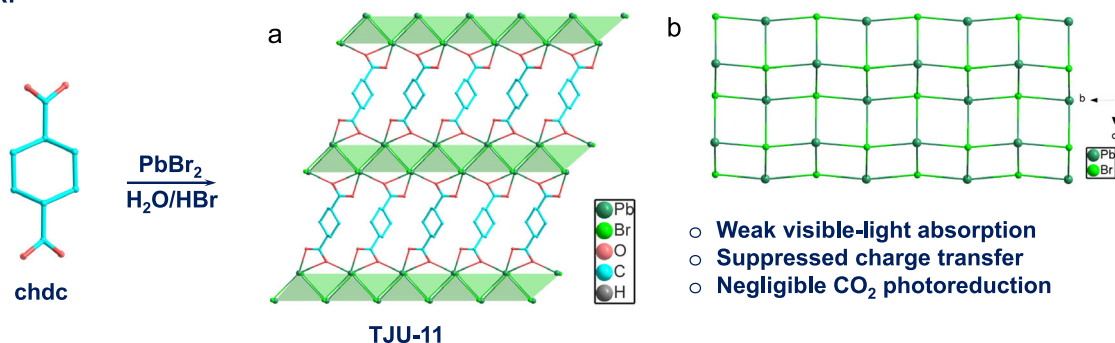 a
b
PbBr₂
H₂O/HBr
chdc
Pb
Br
O
C
H
TJU-11
b
Pb
Br
○ Weak visible-light absorption
○ Suppressed charge transfer
○ Negligible CO₂ photoreduction